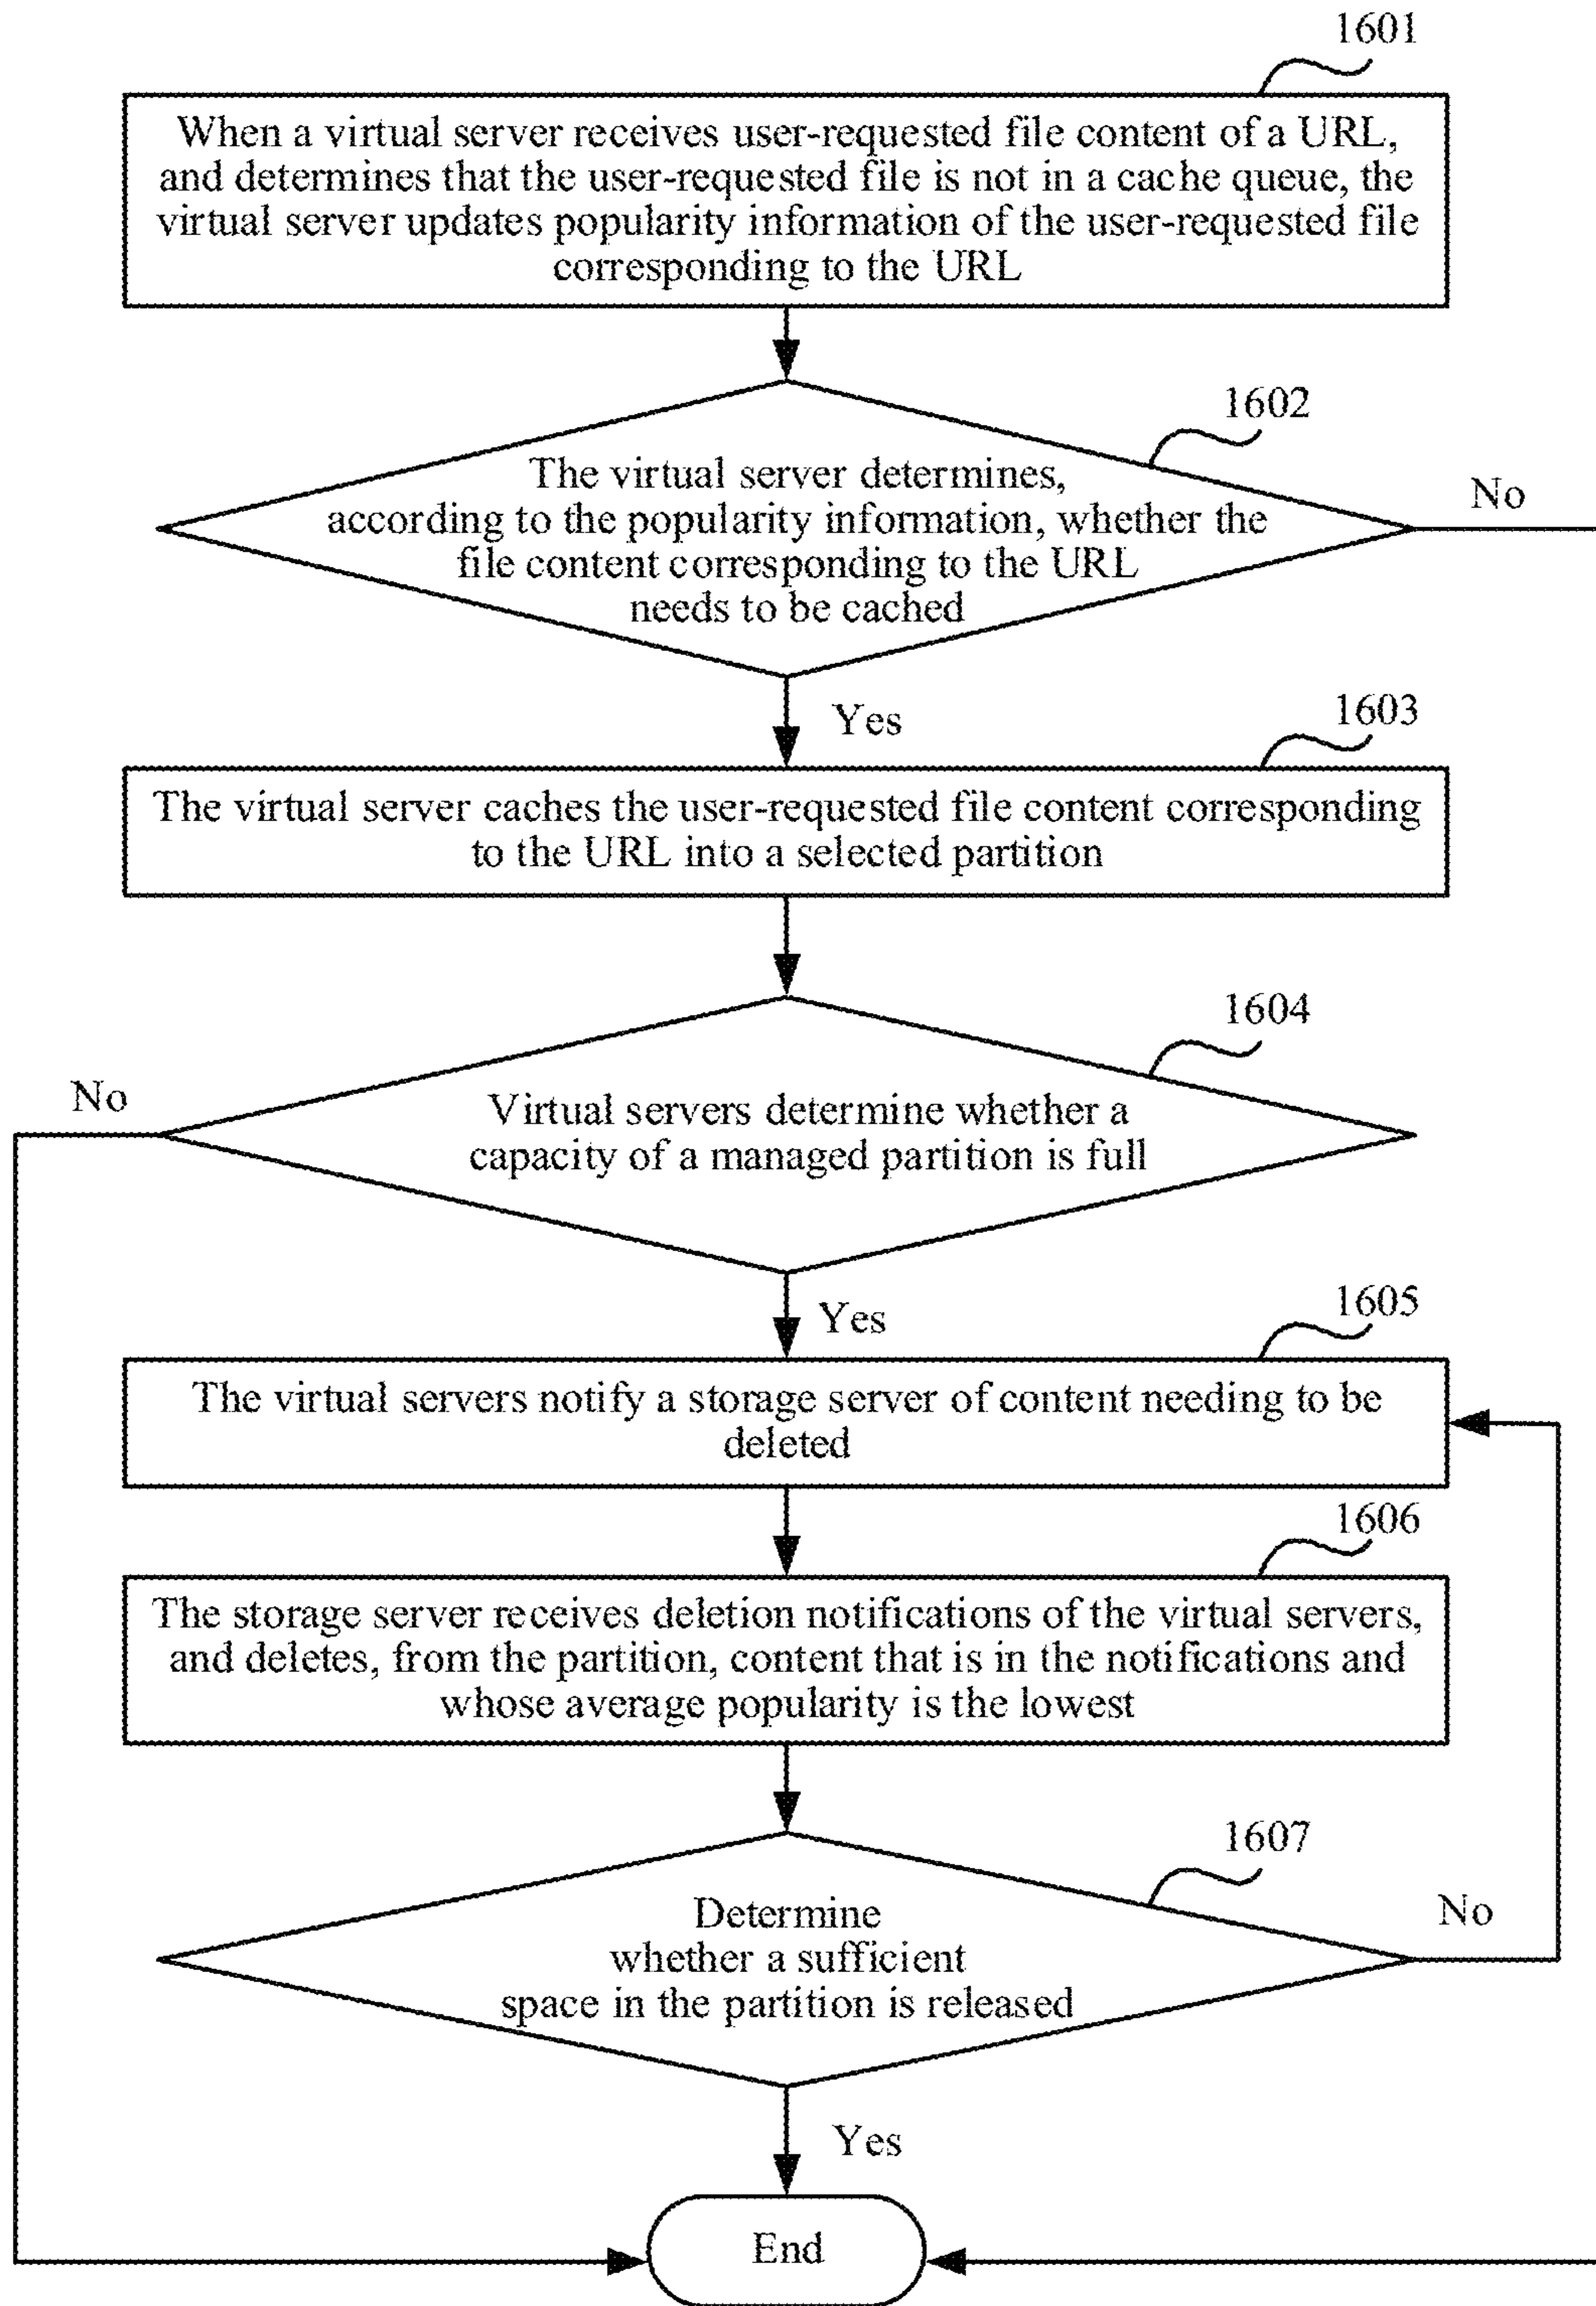 1601
When a virtual server receives user-requested file content of a URL,
and determines that the user-requested file is not in a cache queue, the
virtual server updates popularity information of the user-requested file
corresponding to the URL
1602
The virtual server determines,
according to the popularity information, whether the
file content corresponding to the URL
needs to be cached
No
Yes
1603
The virtual server caches the user-requested file content corresponding
to the URL into a selected partition
1604
No
Virtual servers determine whether a
capacity of a managed partition is full
Yes
1605
The virtual servers notify a storage server of content needing to be
deleted
1606
The storage server receives deletion notifications of the virtual servers,
and deletes, from the partition, content that is in the notifications and
whose average popularity is the lowest
1607
Determine
whether a sufficient
space in the partition is released
No
Yes
End